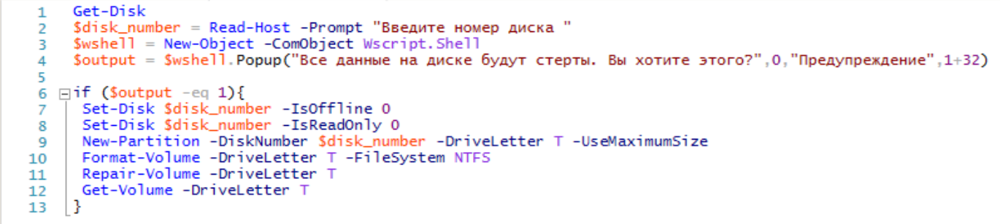 1 Get-Disk
2 $disk_number = Read-Host -Prompt "Введите номер диска "
3 $wshell = New-Object -ComObject Wscript.Shell
4 $output = $wshell.Popup("Все данные на диске будут стерты. Вы хотите этого?",0,"Предупреждение",1+32)
5
6 if ($output -eq 1){
7 Set-Disk $disk_number -IsOffline 0
8 Set-Disk $disk_number -IsReadOnly 0
9 New-Partition -DiskNumber $disk_number -DriveLetter T -UseMaximumSize
10 Format-Volume -DriveLetter T -FileSystem NTFS
11 Repair-Volume -DriveLetter T
12 Get-Volume -DriveLetter T
13 }